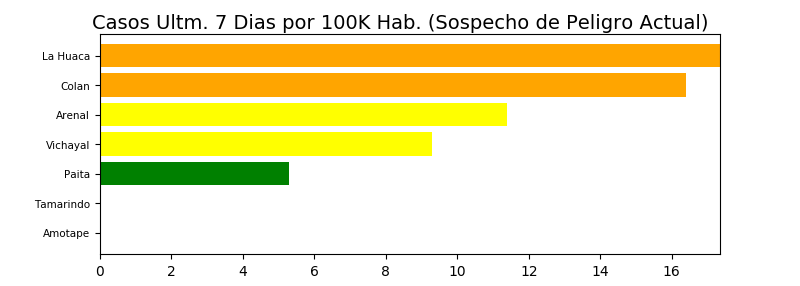 Casos Ultm. 7 Dias por 100K Hab. (Sospecho de Peligro Actual)
La Huaca
Colan
Arenal
Vichayal
Paita
Tamarindo
Amotape
0 2 4 6 8 10 12 14 16